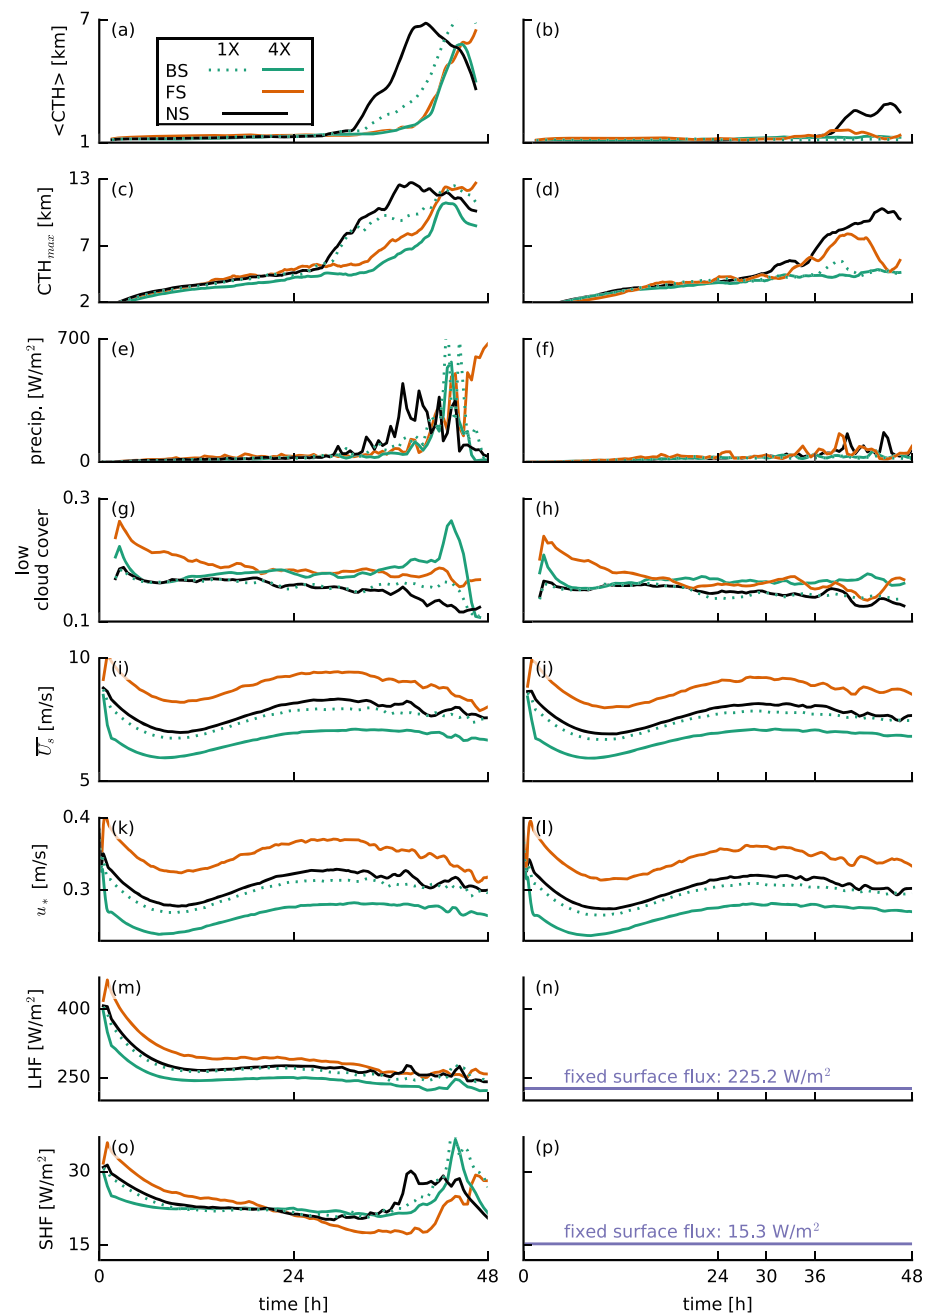 (a)
(b)
7
1
<CTH> [km]
1X 4X
BS
FS
NS
(c)
(d)
13
7
2
CTH_max [km]
0 24 48
0 24 30 36 48
(e)
(f)
700
0
precip. [W/m²]
(g)
(h)
0.3
0.1
low
cloud cover
(i)
(j)
10
5
U̅_s [m/s]
(k)
(l)
0.4
0.3
u_* [m/s]
(m)
(n)
400
250
LHF [W/m²]
fixed surface flux: 225.2 W/m²
(o)
(p)
30
15
SHF [W/m²]
fixed surface flux: 15.3 W/m²
time [h]
time [h]